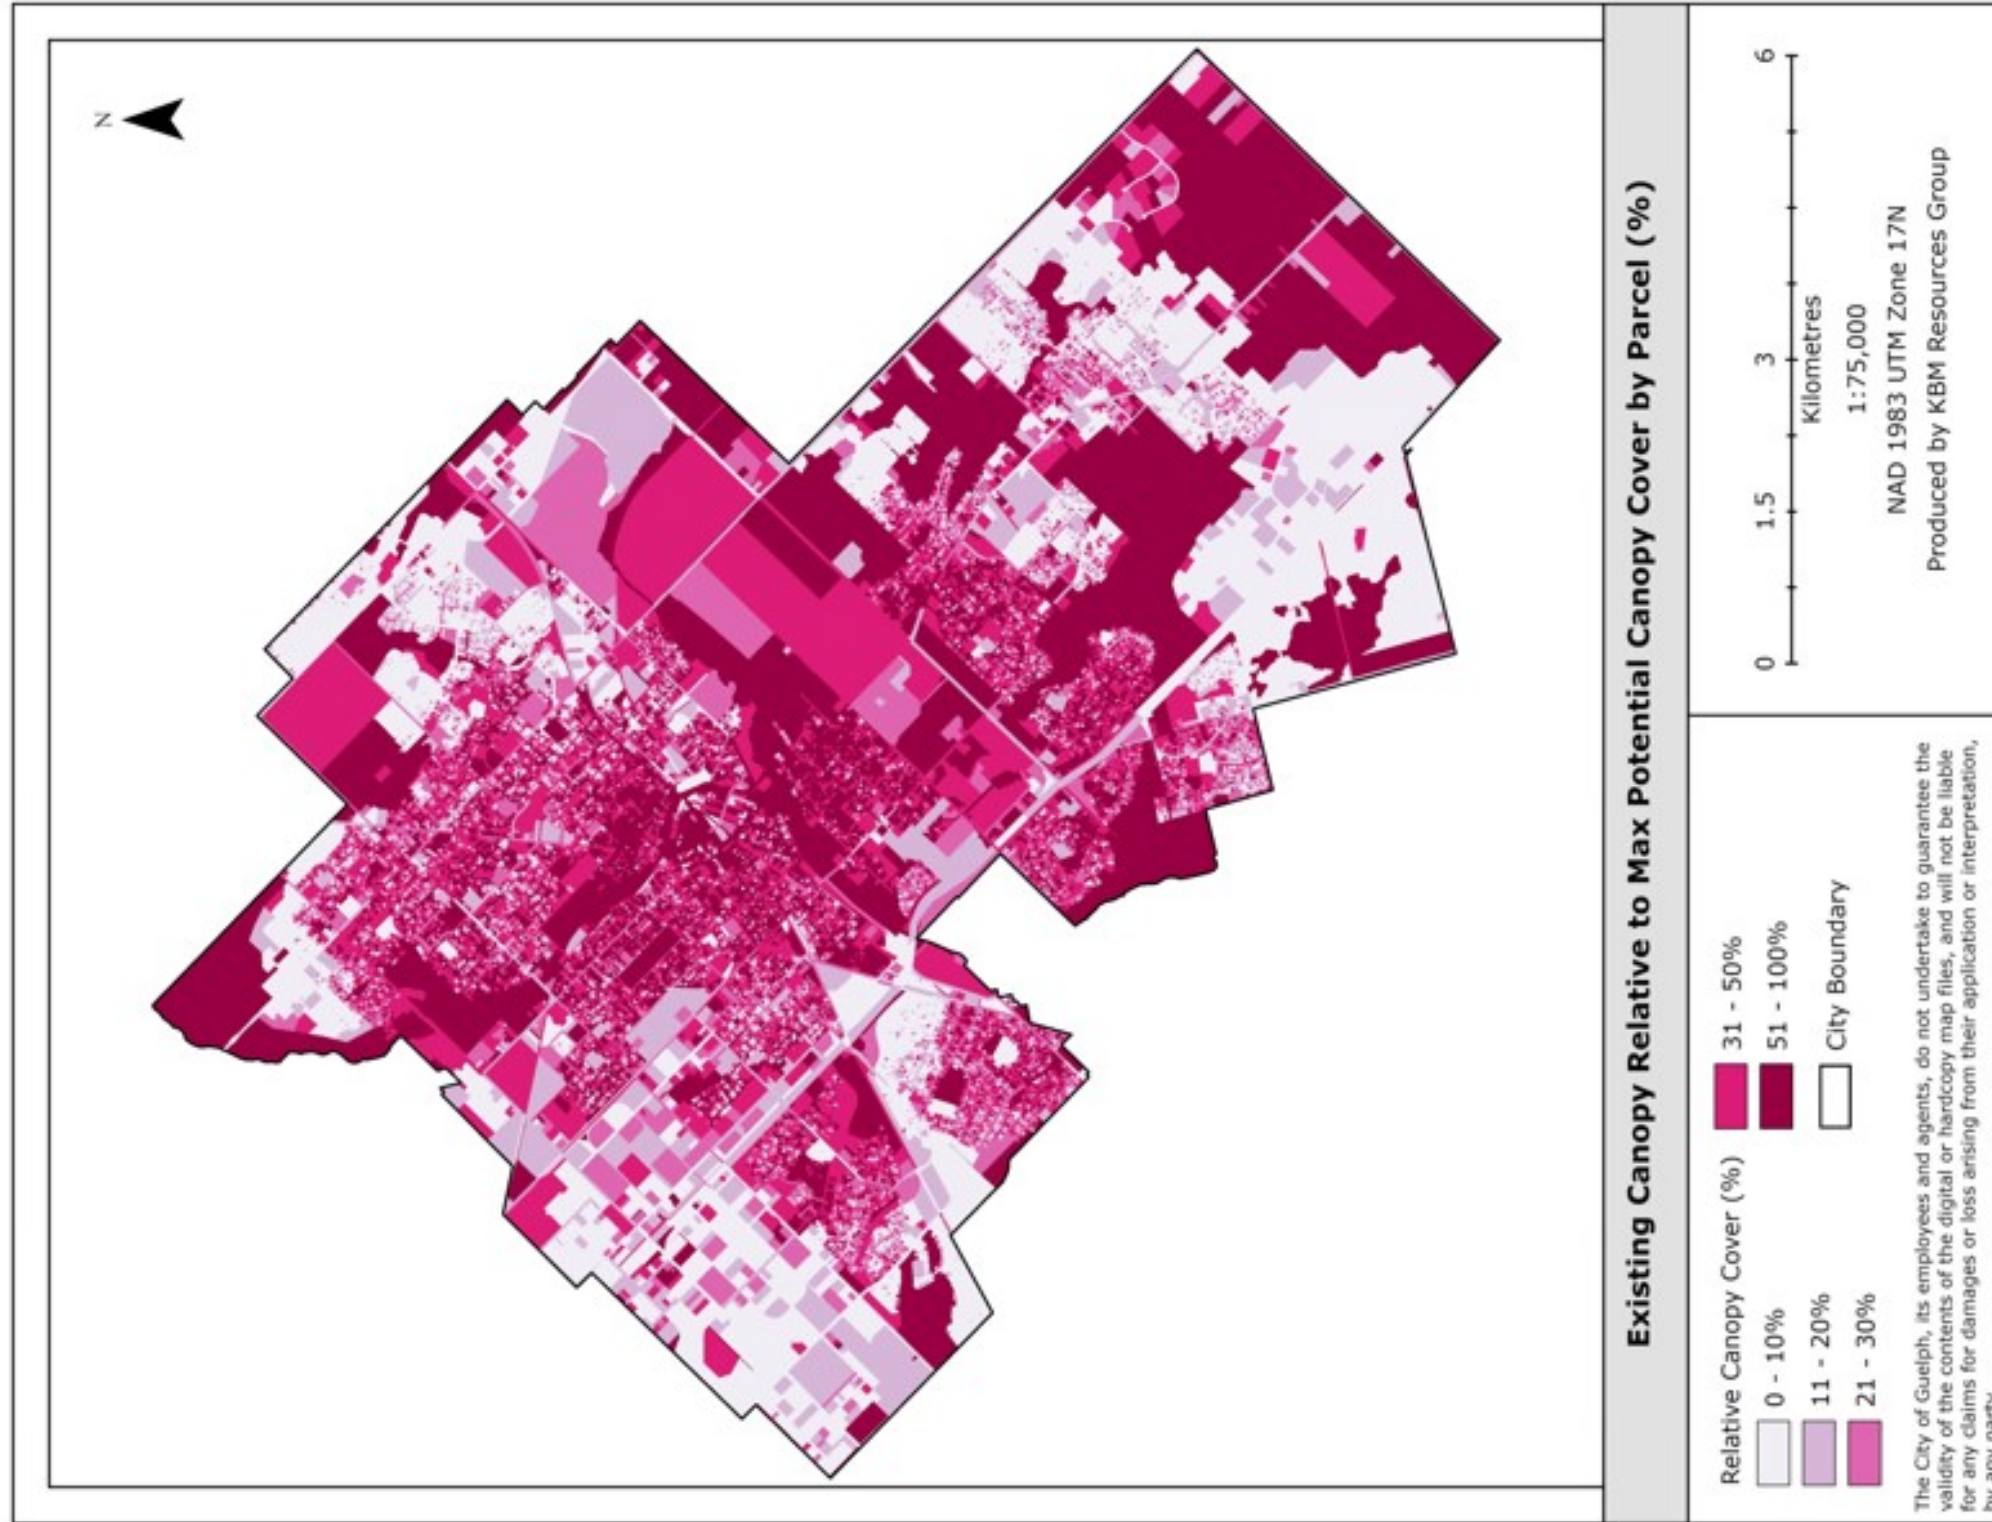 N
Existing Canopy Relative to Max Potential Canopy Cover by Parcel (%)
Relative Canopy Cover (%)
0 - 10%
11 - 20%
21 - 30%
31 - 50%
51 - 100%
City Boundary
0 1.5 3 6
Kilometres
1:75,000
NAD 1983 UTM Zone 17N
Produced by KBM Resources Group
The City of Guelph, its employees and agents, do not undertake to guarantee the
validity of the contents of the digital or hardcopy map files, and will not be liable
for any claims for damages or loss arising from their application or interpretation,
by any party